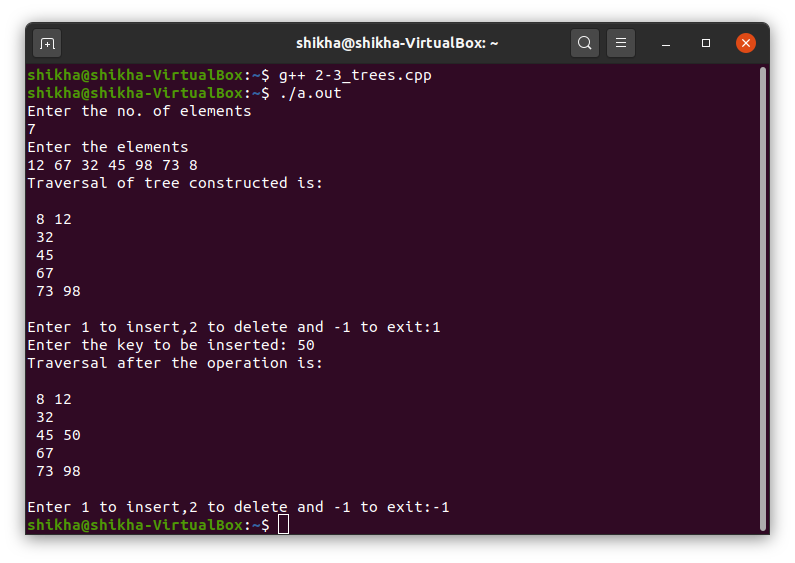 shikha@shikha-VirtualBox: ~
shikha@shikha-VirtualBox:~$ g++ 2-3_trees.cpp
shikha@shikha-VirtualBox:~$ ./a.out
Enter the no. of elements
7
Enter the elements
12 67 32 45 98 73 8
Traversal of tree constructed is:
8 12
32
45
67
73 98
Enter 1 to insert,2 to delete and -1 to exit:1
Enter the key to be inserted: 50
Traversal after the operation is:
8 12
32
45 50
67
73 98
Enter 1 to insert,2 to delete and -1 to exit:-1
shikha@shikha-VirtualBox:~$